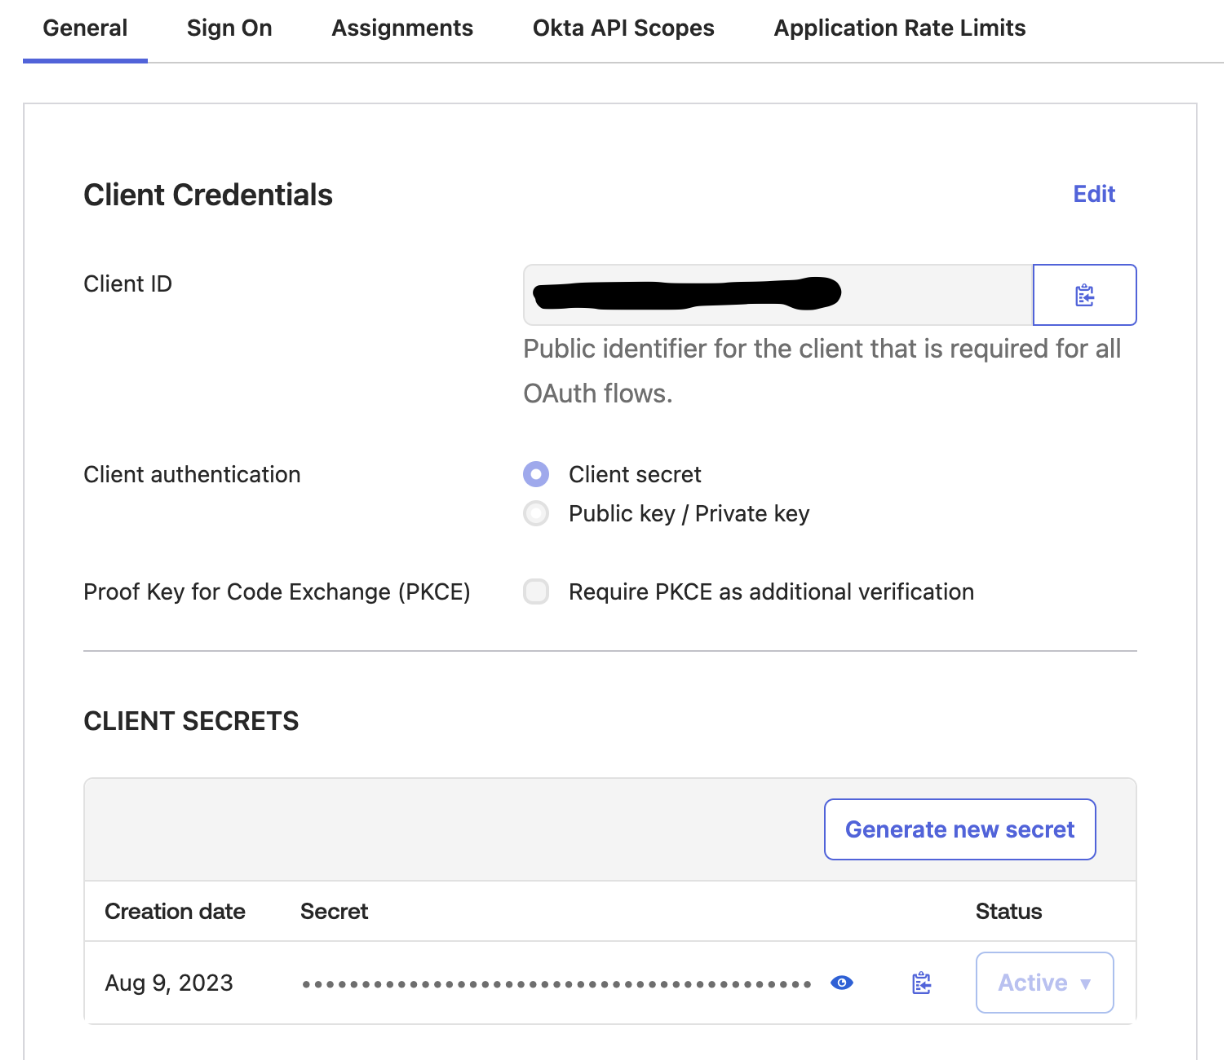 General Sign On Assignments Okta API Scopes Application Rate Limits
Client Credentials Edit
Client ID
Public identifier for the client that is required for all
OAuth flows.
Client authentication Client secret
Public key / Private key
Proof Key for Code Exchange (PKCE) Require PKCE as additional verification
CLIENT SECRETS
Generate new secret
Creation date Secret Status
Aug 9, 2023 ••••••••••••••••••••••••••••••••••••••••••• Active ▼